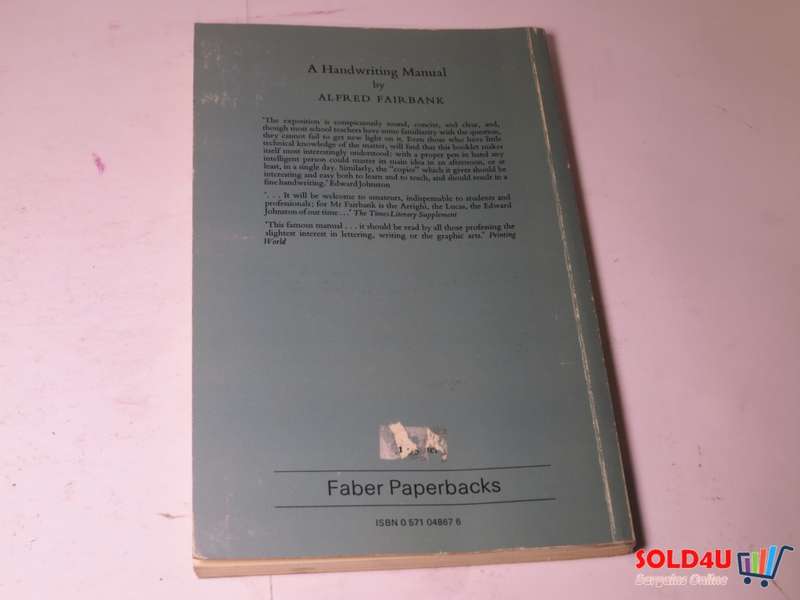 A Handwriting Manual
by
ALFRED FAIRBANK
'The exposition is conspicuously sound, concise, and clear, and,
though most school teachers have some familiarity with the question,
they cannot fail to get new light on it. Even those who have little
technical knowledge of the matter, will find that this booklet makes
itself most interestingly understood: with a proper pen in hand any
intelligent person could master its main idea in an afternoon, or at
least, in a single day. Similarly, the "copies" which it gives should be
interesting and easy both to learn and to teach, and should result in a
fine handwriting.' Edward Johnston
'. . . It will be welcome to amateurs, indispensable to students and
professionals; for Mr Fairbank is the Arrighi, the Lucas, the Edward
Johnston of our time . . .' The Times Literary Supplement
'This famous manual . . . it should be read by all those professing the
slightest interest in lettering, writing or the graphic arts.' Printing
World
Faber Paperbacks
ISBN 0 571 04867 6
SOLD4U
Bargains Online